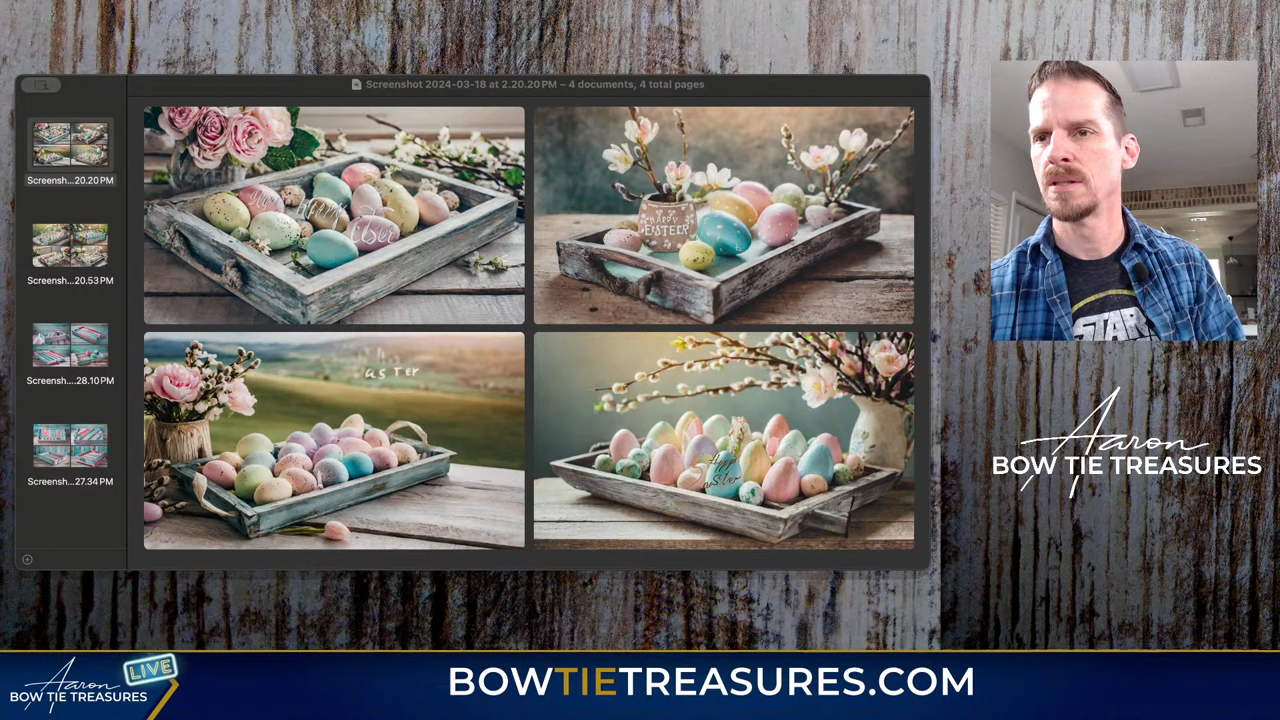 Screenshot 2024-03-18 at 2.20.20 PM – 4 documents, 4 total pages
Screensh...20.20 PM
Screensh...20.53 PM
Screensh....28.10 PM
Screensh...27.34 PM
Happy
HAPPY
EASTER
aster
STAR
Aaron
BOW TIE TREASURES
Aaron
LIVE
BOW TIE TREASURES
BOWTIETREASURES.COM